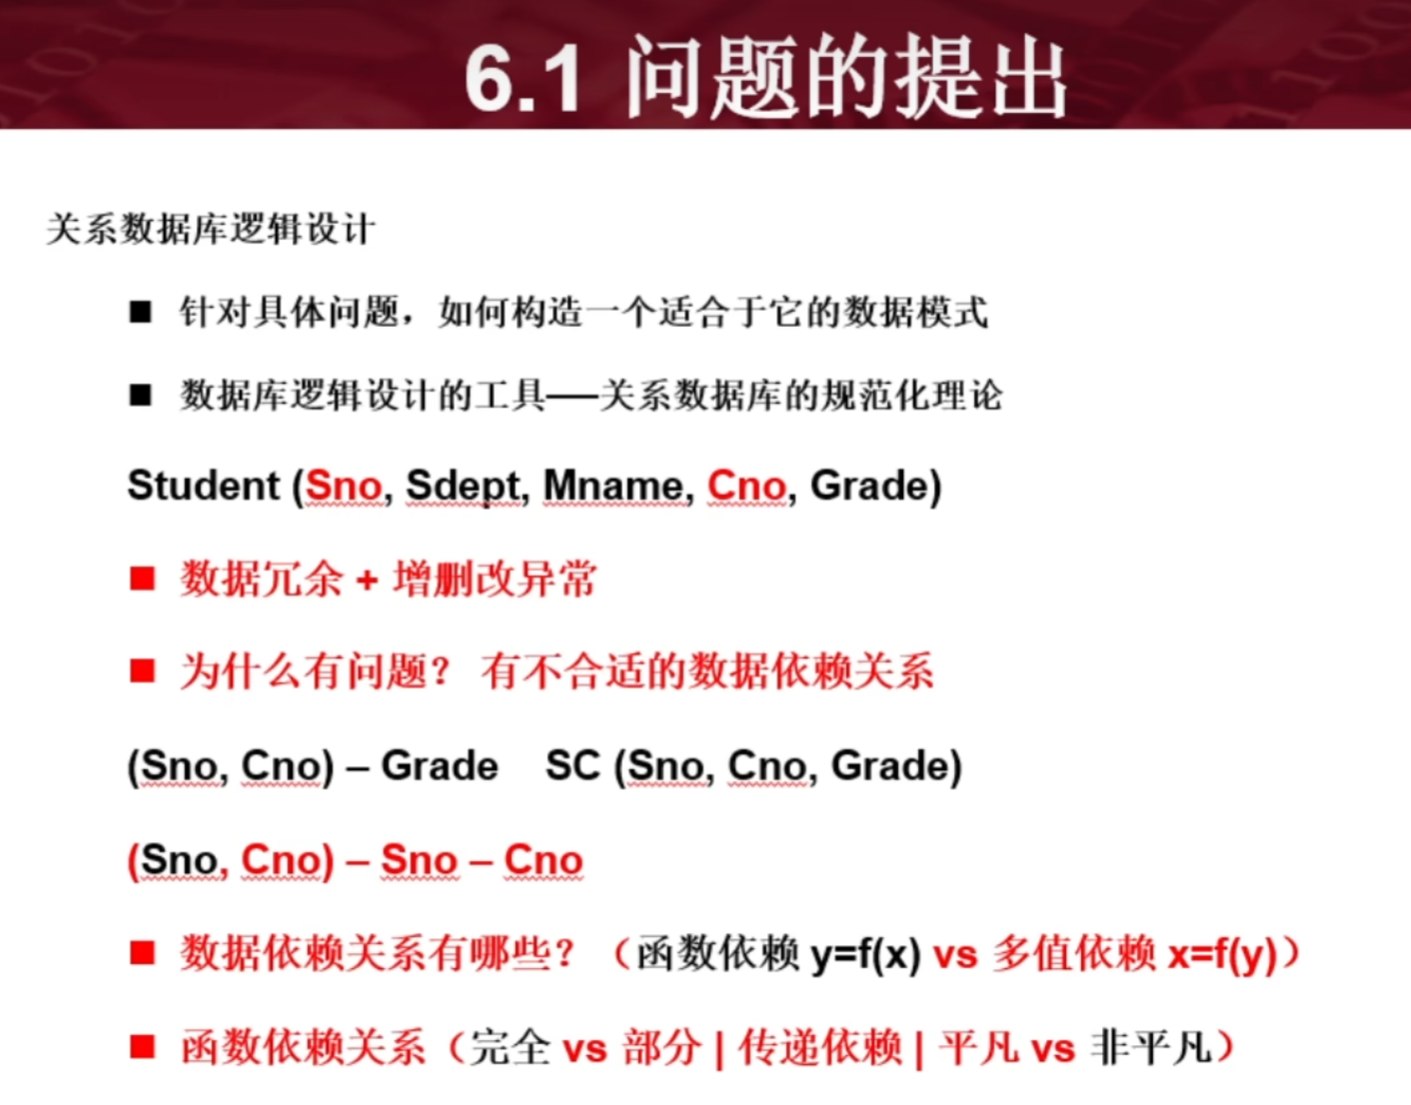 6.1 问题的提出
关系数据库逻辑设计
■ 针对具体问题，如何构造一个适合于它的数据模式
■ 数据库逻辑设计的工具──关系数据库的规范化理论
Student (Sno, Sdept, Mname, Cno, Grade)
■ 数据冗余 + 增删改异常
■ 为什么有问题？ 有不合适的数据依赖关系
(Sno, Cno) – Grade SC (Sno, Cno, Grade)
(Sno, Cno) – Sno – Cno
■ 数据依赖关系有哪些？（函数依赖 y=f(x) vs 多值依赖 x=f(y)）
■ 函数依赖关系（完全 vs 部分 | 传递依赖 | 平凡 vs 非平凡）